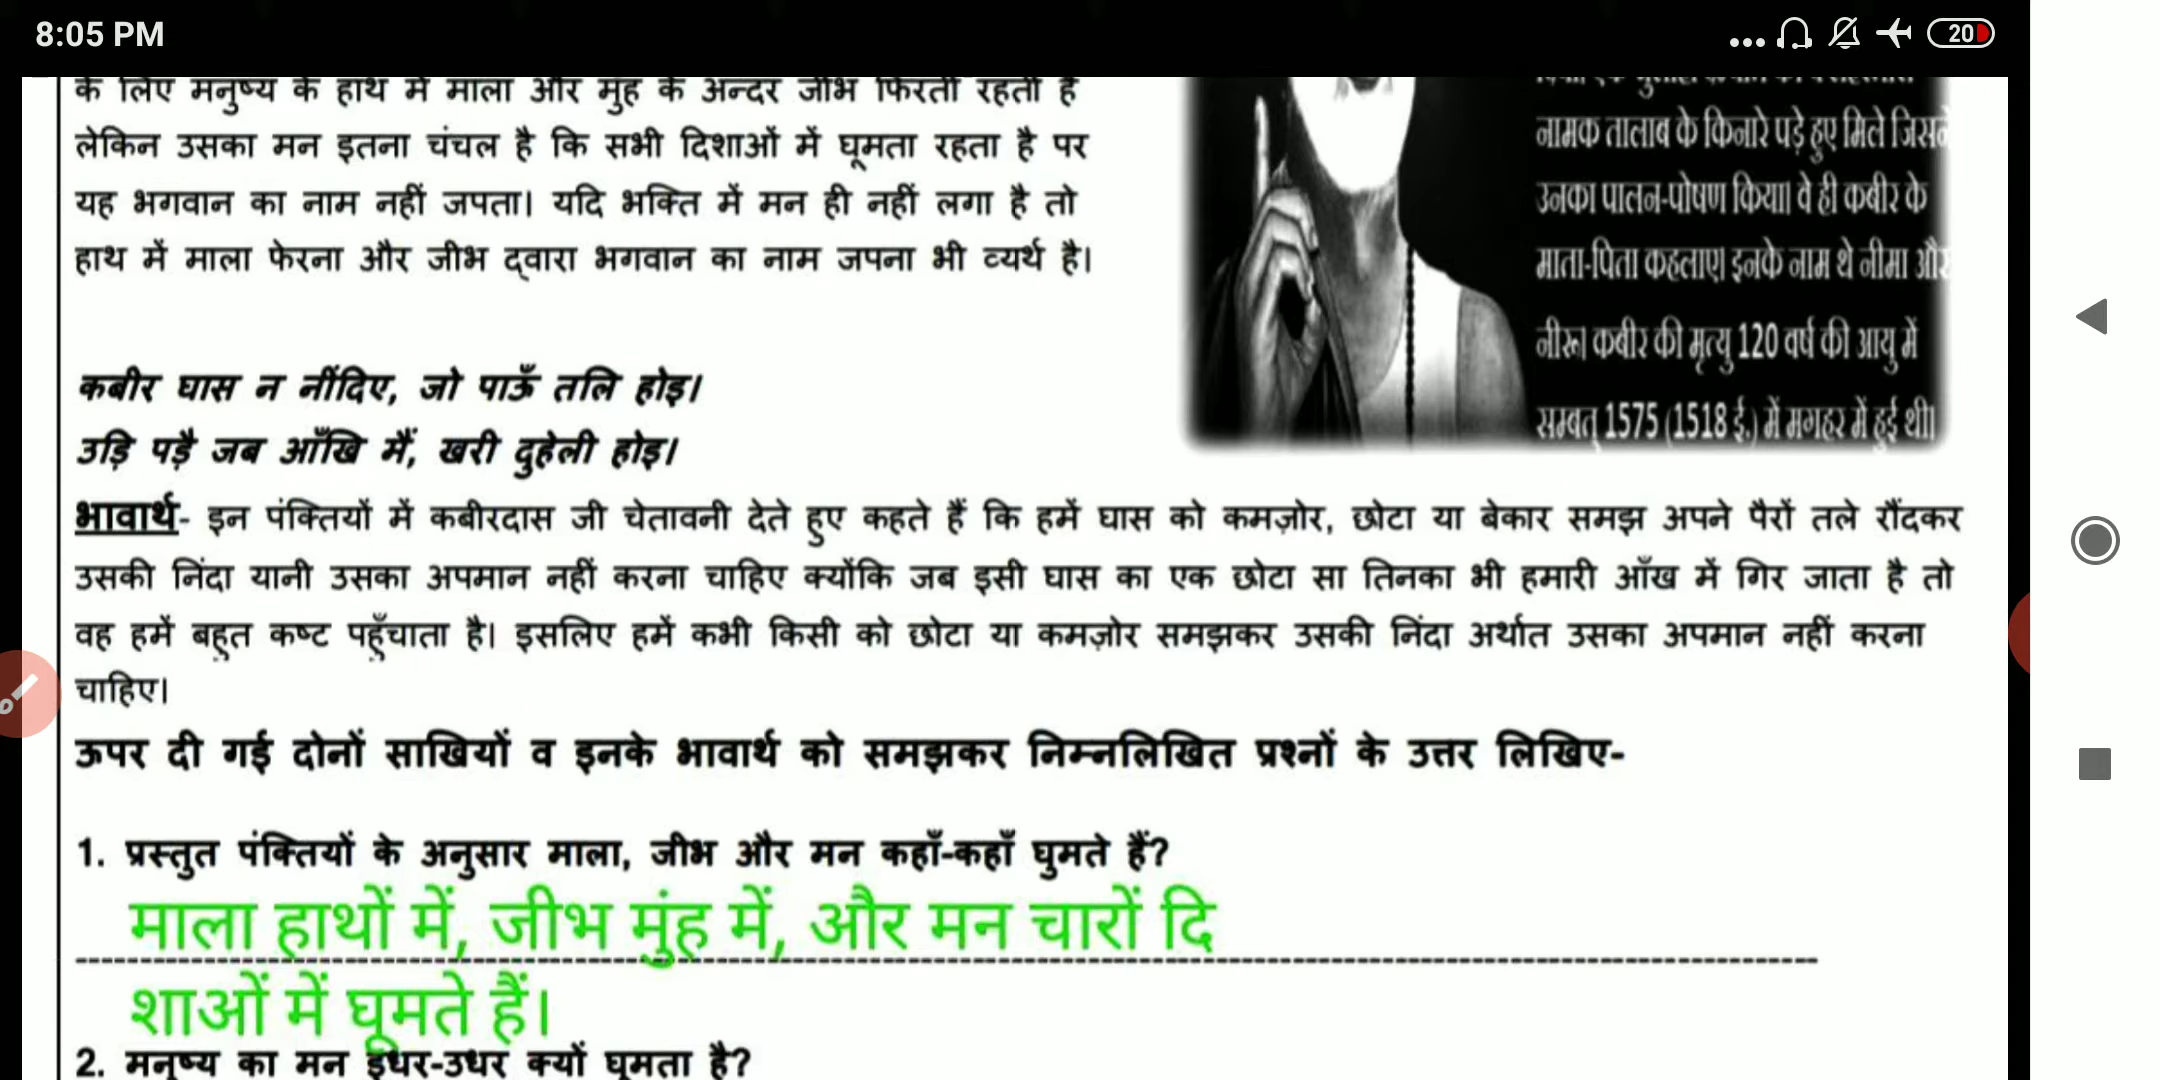 8:05 PM
20
के लिए मनुष्य के हाथ में माला और मुंह के अन्दर जीभ फिरती रहती है
लेकिन उसका मन इतना चंचल है कि सभी दिशाओं में घूमता रहता है पर
यह भगवान का नाम नहीं जपता। यदि भक्ति में मन ही नहीं लगा है तो
हाथ में माला फेरना और जीभ द्वारा भगवान का नाम जपना भी व्यर्थ है।
नामक तालाब के किनारे पड़े हुए मिले जिसने
उनका पालन-पोषण किया। वे ही कबीर के
माता-पिता कहलाए। इनके नाम थे नीमा और
नीरू। कबीर की मृत्यु 120 वर्ष की आयु में
सम्बत् 1575 (1518 ई.) में मगहर में हुई थी।
कबीर घास न नींदिए, जो पाऊँ तलि होइ।
उड़ि पड़ै जब आँखि मैं, खरी दुहेली होइ।
भावार्थ- इन पंक्तियों में कबीरदास जी चेतावनी देते हुए कहते हैं कि हमें घास को कमज़ोर, छोटा या बेकार समझ अपने पैरों तले रौंदकर
उसकी निंदा यानी उसका अपमान नहीं करना चाहिए क्योंकि जब इसी घास का एक छोटा सा तिनका भी हमारी आँख में गिर जाता है तो
वह हमें बहुत कष्ट पहुँचाता है। इसलिए हमें कभी किसी को छोटा या कमज़ोर समझकर उसकी निंदा अर्थात उसका अपमान नहीं करना
चाहिए।
ऊपर दी गई दोनों साखियों व इनके भावार्थ को समझकर निम्नलिखित प्रश्नों के उत्तर लिखिए-
1. प्रस्तुत पंक्तियों के अनुसार माला, जीभ और मन कहाँ-कहाँ घुमते हैं?
माला हाथों में, जीभ मुंह में, और मन चारों दि
शाओं में घूमते हैं।
2. मनुष्य का मन इधर-उधर क्यों घूमता है?